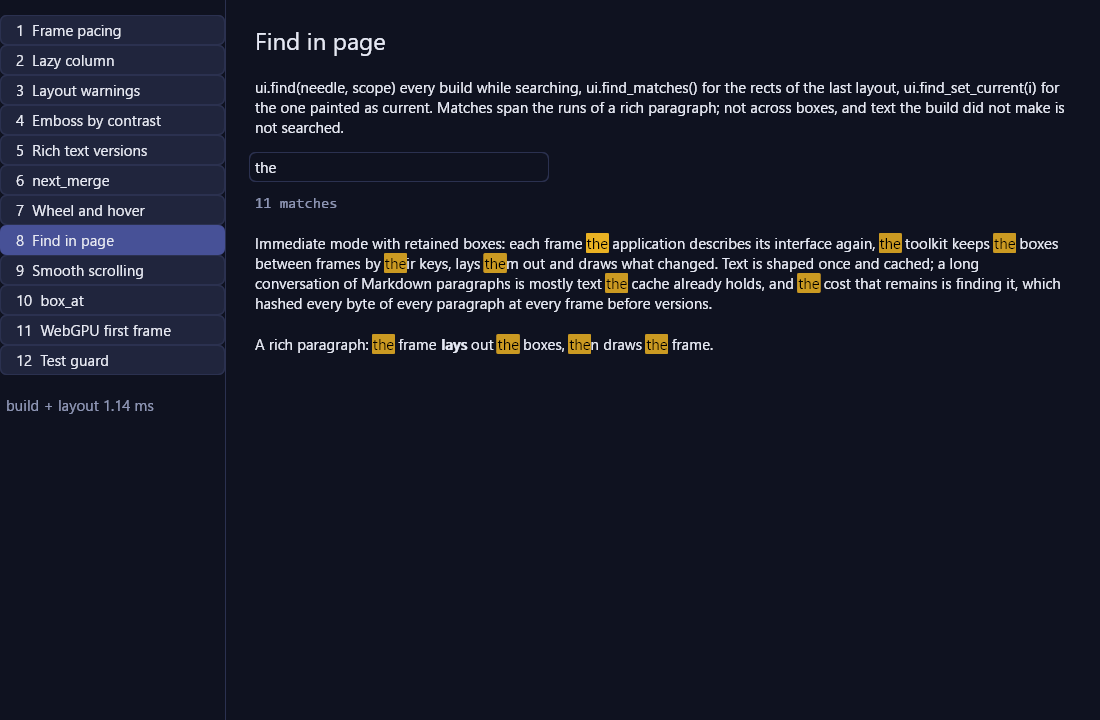 1 Frame pacing
2 Lazy column
3 Layout warnings
4 Emboss by contrast
5 Rich text versions
6 next_merge
7 Wheel and hover
8 Find in page
9 Smooth scrolling
10 box_at
11 WebGPU first frame
12 Test guard
build + layout 1.14 ms
Find in page
ui.find(needle, scope) every build while searching, ui.find_matches() for the rects of the last layout, ui.find_set_current(i) for
the one painted as current. Matches span the runs of a rich paragraph; not across boxes, and text the build did not make is
not searched.
the
11 matches
Immediate mode with retained boxes: each frame the application describes its interface again, the toolkit keeps the boxes
between frames by their keys, lays them out and draws what changed. Text is shaped once and cached; a long
conversation of Markdown paragraphs is mostly text the cache already holds, and the cost that remains is finding it, which
hashed every byte of every paragraph at every frame before versions.
A rich paragraph: the frame lays out the boxes, then draws the frame.